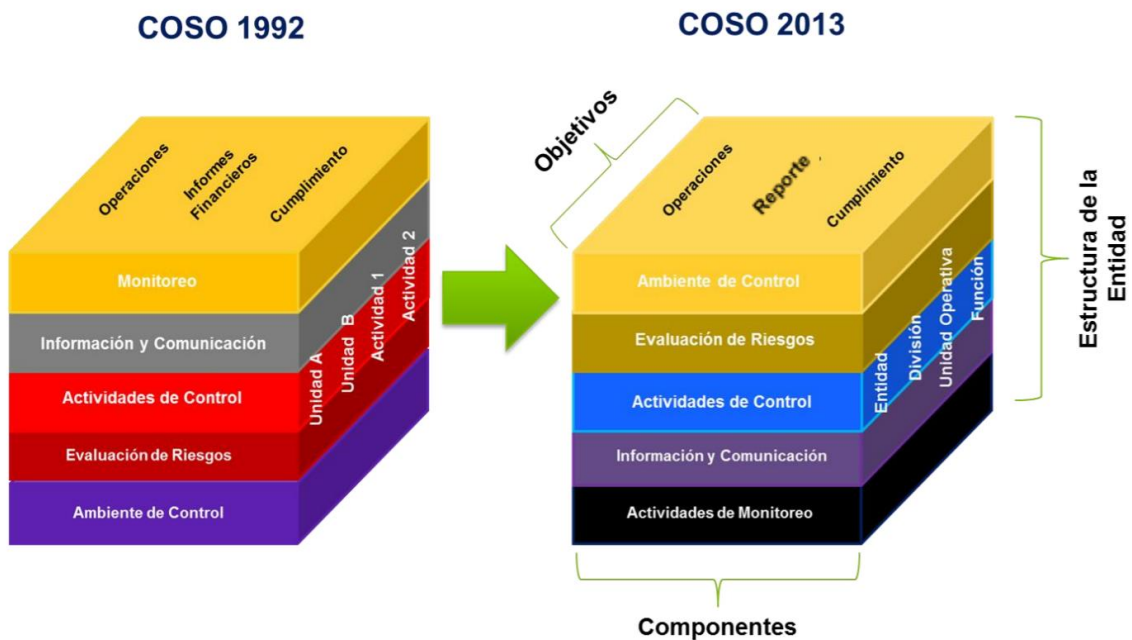 COSO 1992
Operaciones
Informes
Financieros
Cumplimiento
Monitoreo
Información y Comunicación
Actividades de Control
Evaluación de Riesgos
Ambiente de Control
Unidad A
Unidad B
Actividad 1
Actividad 2
COSO 2013
Objetivos
Operaciones
Reporte
Cumplimiento
Ambiente de Control
Evaluación de Riesgos
Actividades de Control
Información y Comunicación
Actividades de Monitoreo
Entidad
División
Unidad Operativa
Función
Estructura de la
Entidad
Componentes